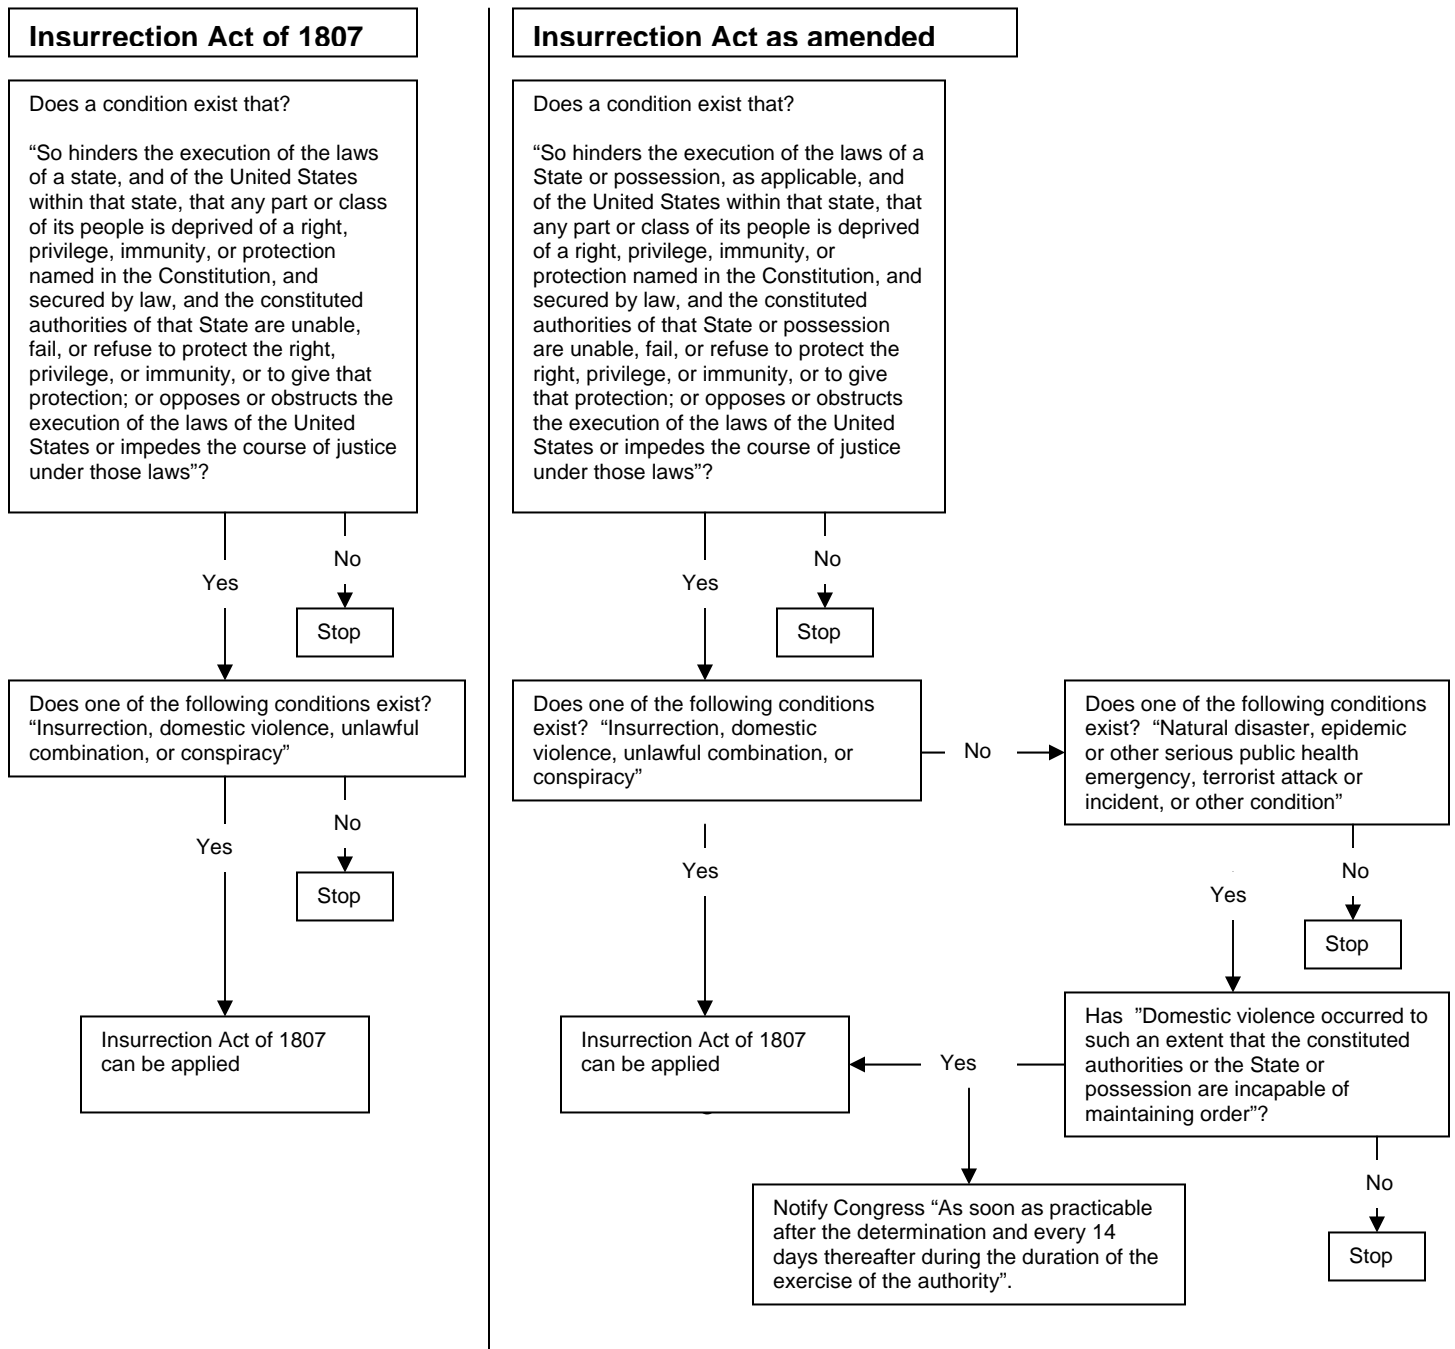 Insurrection Act of 1807
Does a condition exist that?
“So hinders the execution of the laws
of a state, and of the United States
within that state, that any part or class
of its people is deprived of a right,
privilege, immunity, or protection
named in the Constitution, and
secured by law, and the constituted
authorities of that State are unable,
fail, or refuse to protect the right,
privilege, or immunity, or to give that
protection; or opposes or obstructs the
execution of the laws of the United
States or impedes the course of justice
under those laws”?
No
Yes
Stop
Does one of the following conditions exist?
“Insurrection, domestic violence, unlawful
combination, or conspiracy”
No
Yes
Stop
Insurrection Act of 1807
can be applied
Insurrection Act as amended
Does a condition exist that?
“So hinders the execution of the laws of a
State or possession, as applicable, and
of the United States within that state, that
any part or class of its people is deprived
of a right, privilege, immunity, or
protection named in the Constitution, and
secured by law, and the constituted
authorities of that State or possession
are unable, fail, or refuse to protect the
right, privilege, or immunity, or to give
that protection; or opposes or obstructs
the execution of the laws of the United
States or impedes the course of justice
under those laws”?
No
Yes
Stop
Does one of the following conditions
exist? “Insurrection, domestic
violence, unlawful combination, or
conspiracy”
No
Does one of the following conditions
exist? “Natural disaster, epidemic
or other serious public health
emergency, terrorist attack or
incident, or other condition”
Yes
No
Yes
Stop
Insurrection Act of 1807
can be applied
Yes
Has ”Domestic violence occurred to
such an extent that the constituted
authorities or the State or
possession are incapable of
maintaining order”?
No
Stop
Notify Congress “As soon as practicable
after the determination and every 14
days thereafter during the duration of the
exercise of the authority”.